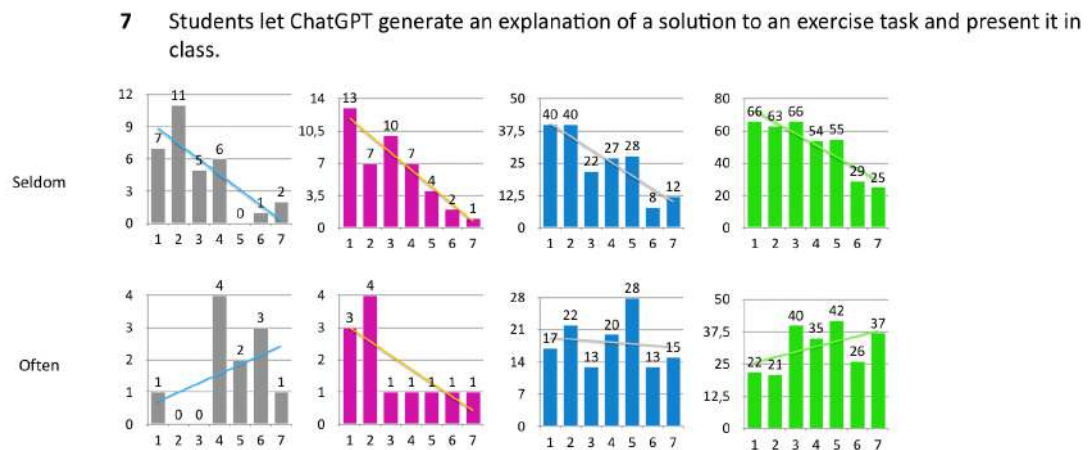 7 Students let ChatGPT generate an explanation of a solution to an exercise task and present it in
class.
Seldom
12
9
6
3
0
7 11 5 6 0 1 2
1 2 3 4 5 6 7
14
10,5
7
3,5
0
13 7 10 7 4 2 1
1 2 3 4 5 6 7
50
37,5
25
12,5
0
40 40 22 27 28 8 12
1 2 3 4 5 6 7
80
60
40
20
0
66 63 66 54 55 29 25
1 2 3 4 5 6 7
Often
4
3
2
1
0
1 0 0 4 2 3 1
1 2 3 4 5 6 7
4
3
2
1
0
3 4 1 1 1 1 1
1 2 3 4 5 6 7
28
21
14
7
0
17 22 13 20 28 13 15
1 2 3 4 5 6 7
50
37,5
25
12,5
0
22 21 40 35 42 26 37
1 2 3 4 5 6 7